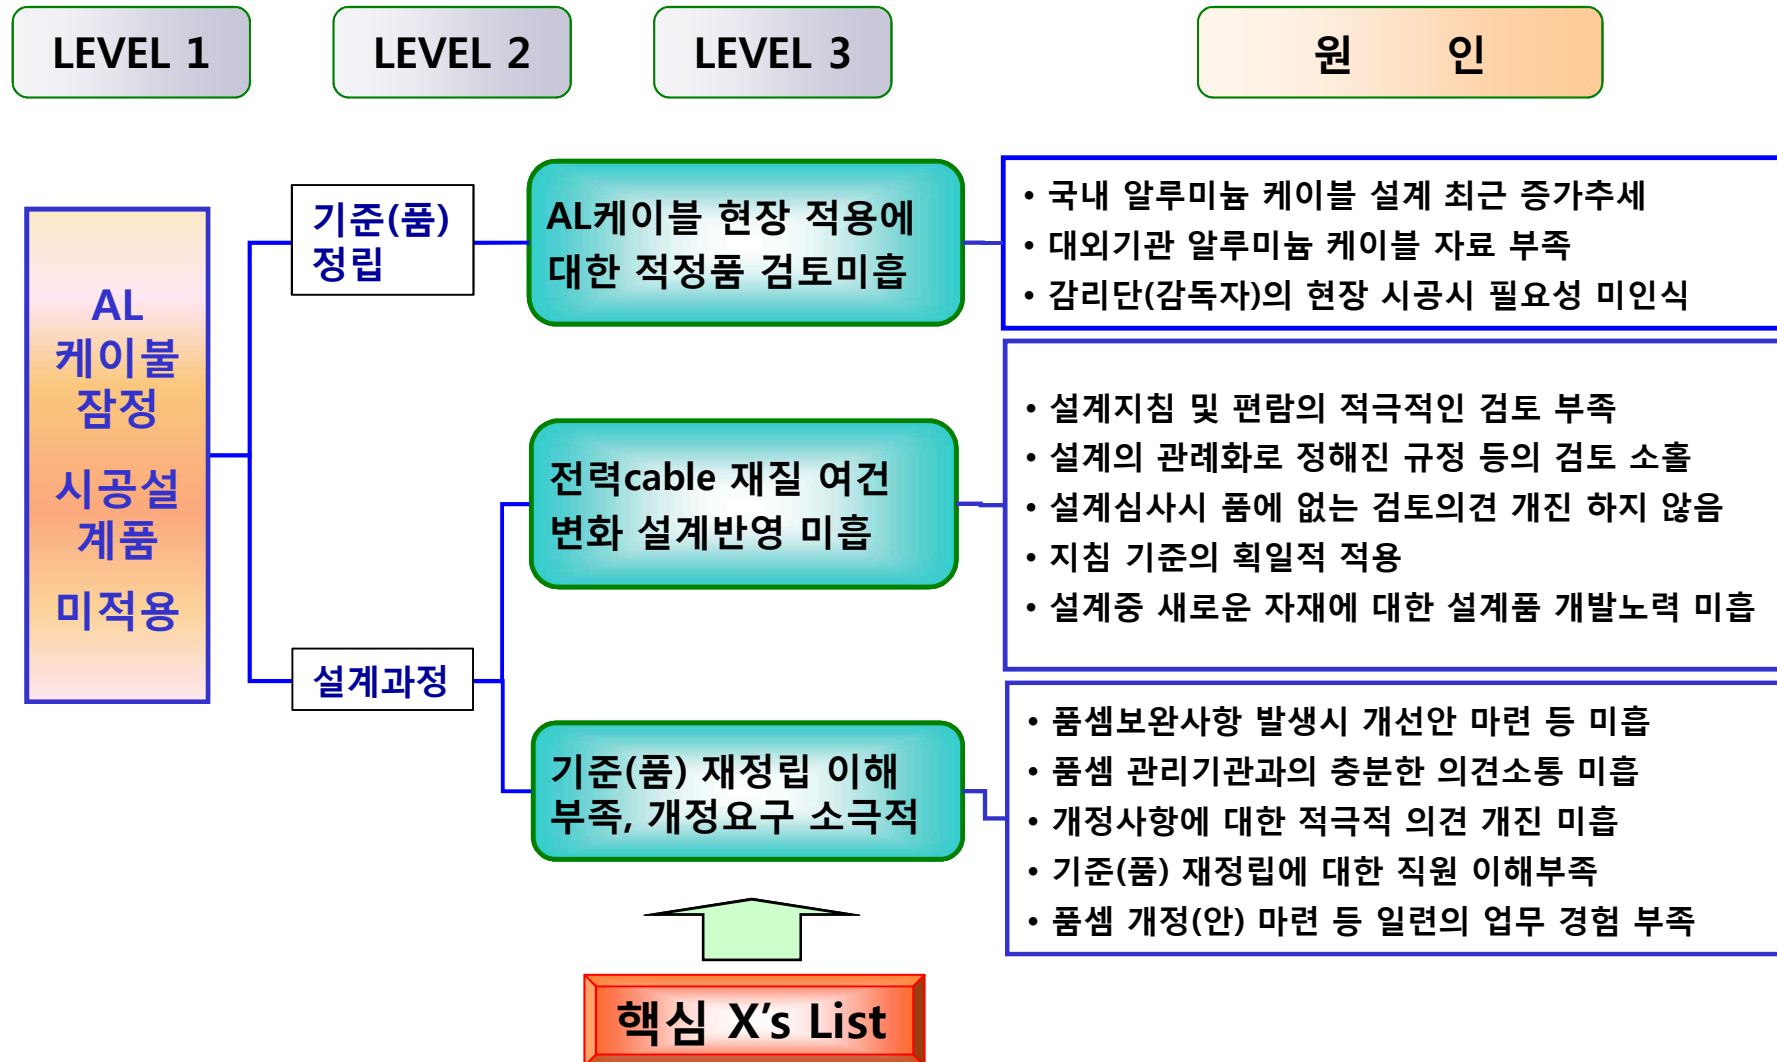 LEVEL 1
LEVEL 2
LEVEL 3
원 인
AL
케이불
잠정
시공설
계품
미적용
기준(품)
정립
AL케이블 현장 적용에
대한 적정품 검토미흡
• 국내 알루미늄 케이블 설계 최근 증가추세
• 대외기관 알루미늄 케이블 자료 부족
• 감리단(감독자)의 현장 시공시 필요성 미인식
설계과정
전력cable 재질 여건
변화 설계반영 미흡
• 설계지침 및 편람의 적극적인 검토 부족
• 설계의 관례화로 정해진 규정 등의 검토 소홀
• 설계심사시 품에 없는 검토의견 개진 하지 않음
• 지침 기준의 획일적 적용
• 설계중 새로운 자재에 대한 설계품 개발노력 미흡
기준(품) 재정립 이해
부족, 개정요구 소극적
• 품셈보완사항 발생시 개선안 마련 등 미흡
• 품셈 관리기관과의 충분한 의견소통 미흡
• 개정사항에 대한 적극적 의견 개진 미흡
• 기준(품) 재정립에 대한 직원 이해부족
• 품셈 개정(안) 마련 등 일련의 업무 경험 부족
핵심 X’s List